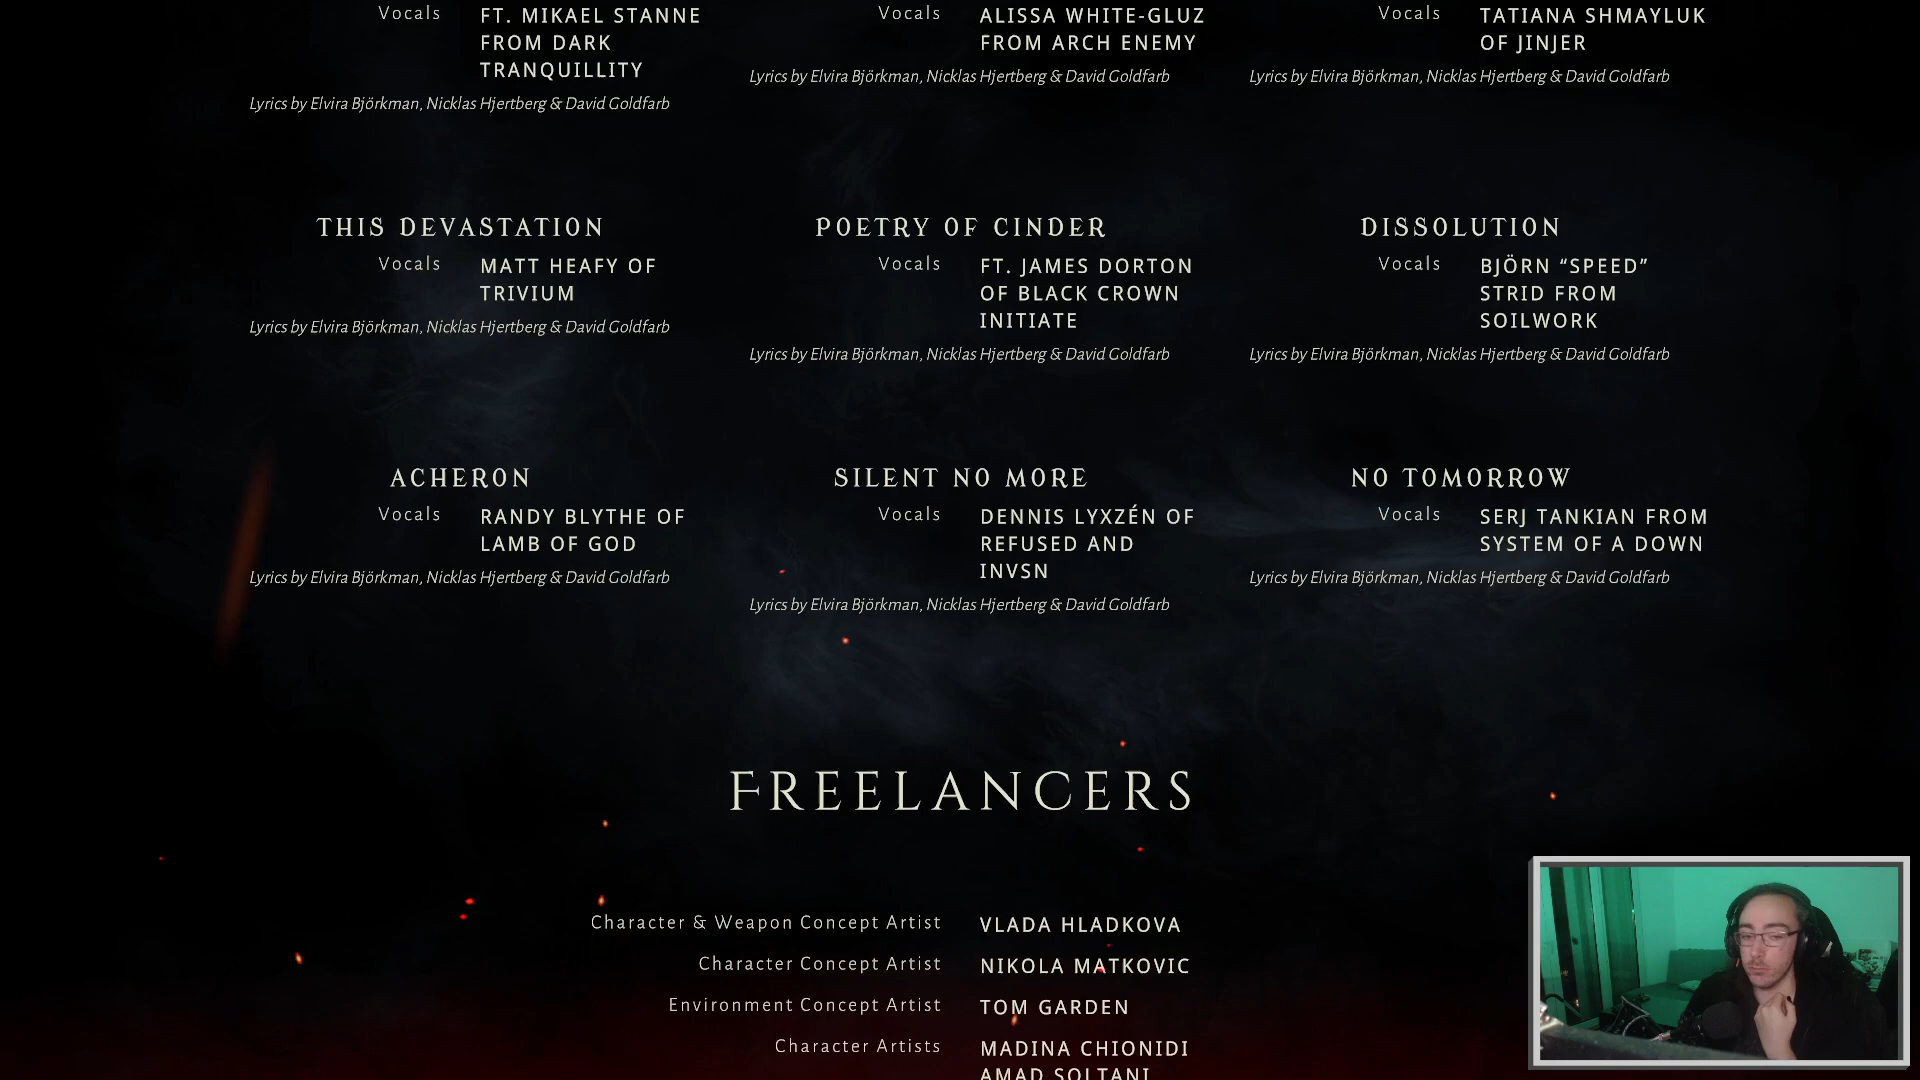 Vocals FT. MIKAEL STANNE
FROM DARK
TRANQUILLITY
Lyrics by Elvira Björkman, Nicklas Hjertberg & David Goldfarb
Vocals ALISSA WHITE-GLUZ
FROM ARCH ENEMY
Lyrics by Elvira Björkman, Nicklas Hjertberg & David Goldfarb
Vocals TATIANA SHMAYLUK
OF JINJER
Lyrics by Elvira Björkman, Nicklas Hjertberg & David Goldfarb
THIS DEVASTATION
Vocals MATT HEAFY OF
TRIVIUM
Lyrics by Elvira Björkman, Nicklas Hjertberg & David Goldfarb
POETRY OF CINDER
Vocals FT. JAMES DORTON
OF BLACK CROWN
INITIATE
Lyrics by Elvira Björkman, Nicklas Hjertberg & David Goldfarb
DISSOLUTION
Vocals BJÖRN “SPEED”
STRID FROM
SOILWORK
Lyrics by Elvira Björkman, Nicklas Hjertberg & David Goldfarb
ACHERON
Vocals RANDY BLYTHE OF
LAMB OF GOD
Lyrics by Elvira Björkman, Nicklas Hjertberg & David Goldfarb
SILENT NO MORE
Vocals DENNIS LYXZÉN OF
REFUSED AND
INVSN
Lyrics by Elvira Björkman, Nicklas Hjertberg & David Goldfarb
NO TOMORROW
Vocals SERJ TANKIAN FROM
SYSTEM OF A DOWN
Lyrics by Elvira Björkman, Nicklas Hjertberg & David Goldfarb
FREELANCERS
Character & Weapon Concept Artist VLADA HLADKOVA
Character Concept Artist NIKOLA MATKOVIC
Environment Concept Artist TOM GARDEN
Character Artists MADINA CHIONIDI
AMAD SOLTANI